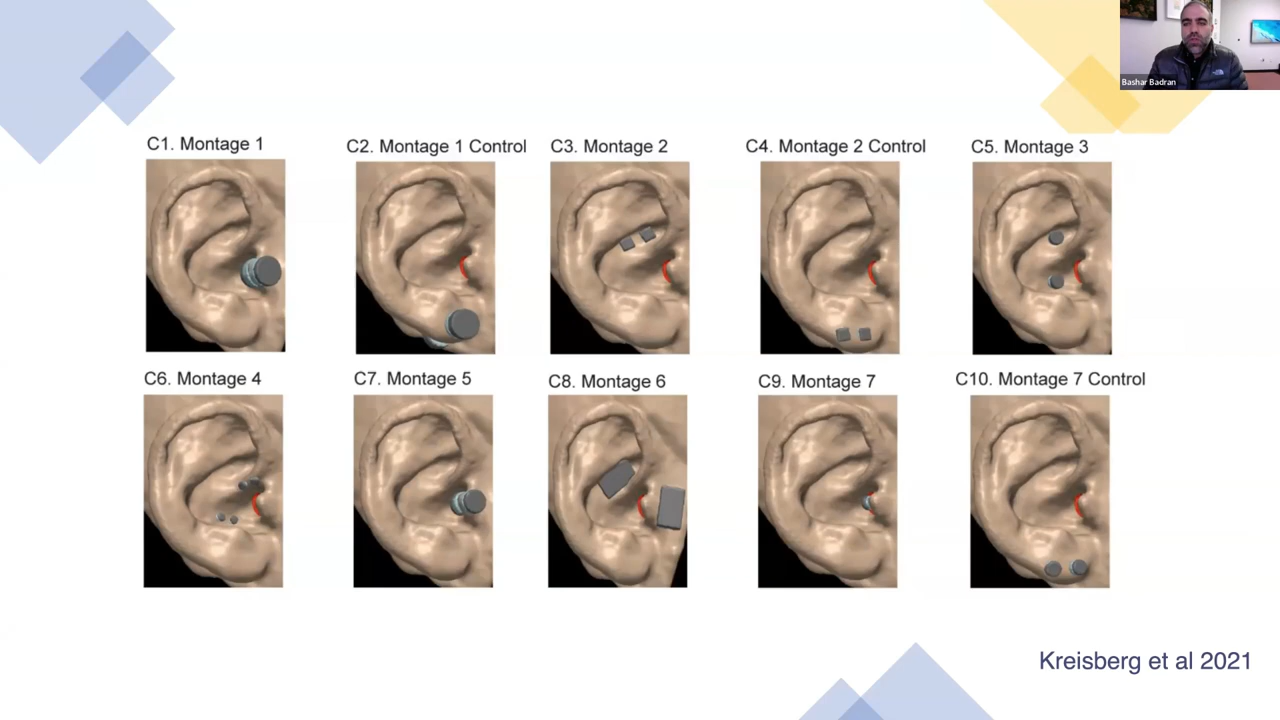 Bashar Badran
C1. Montage 1
C2. Montage 1 Control
C3. Montage 2
C4. Montage 2 Control
C5. Montage 3
C6. Montage 4
C7. Montage 5
C8. Montage 6
C9. Montage 7
C10. Montage 7 Control
Kreisberg et al 2021